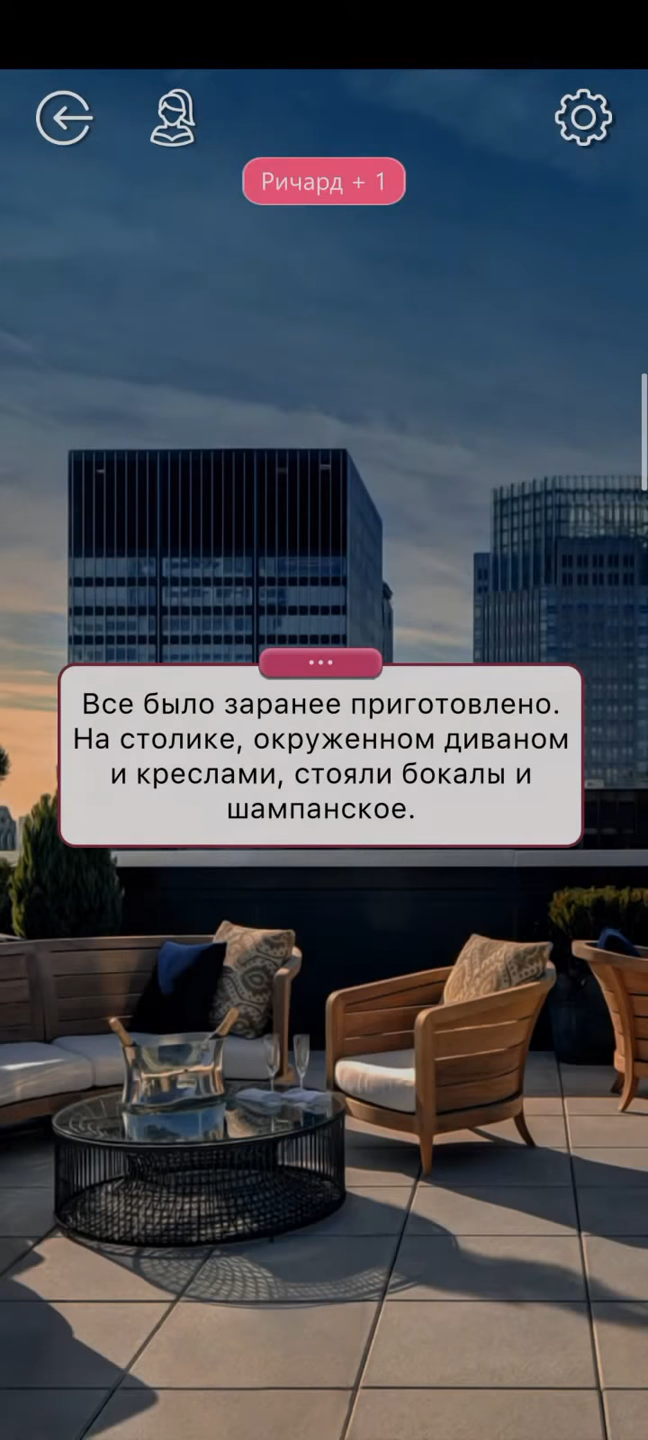 Ричард + 1
...
Все было заранее приготовлено.
На столике, окруженном диваном
и креслами, стояли бокалы и
шампанское.